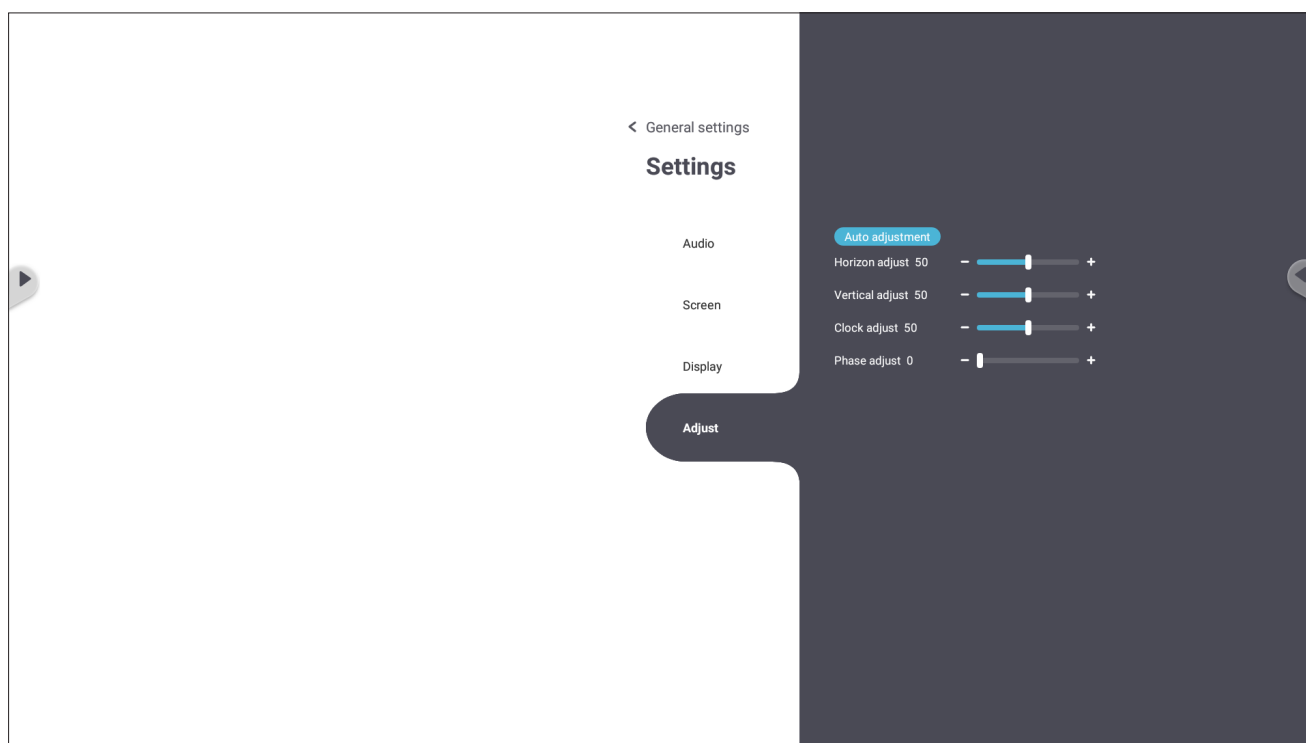 General settings
Settings
Audio
Screen
Display
Adjust
Auto adjustment
Horizon adjust 50
Vertical adjust 50
Clock adjust 50
Phase adjust 0